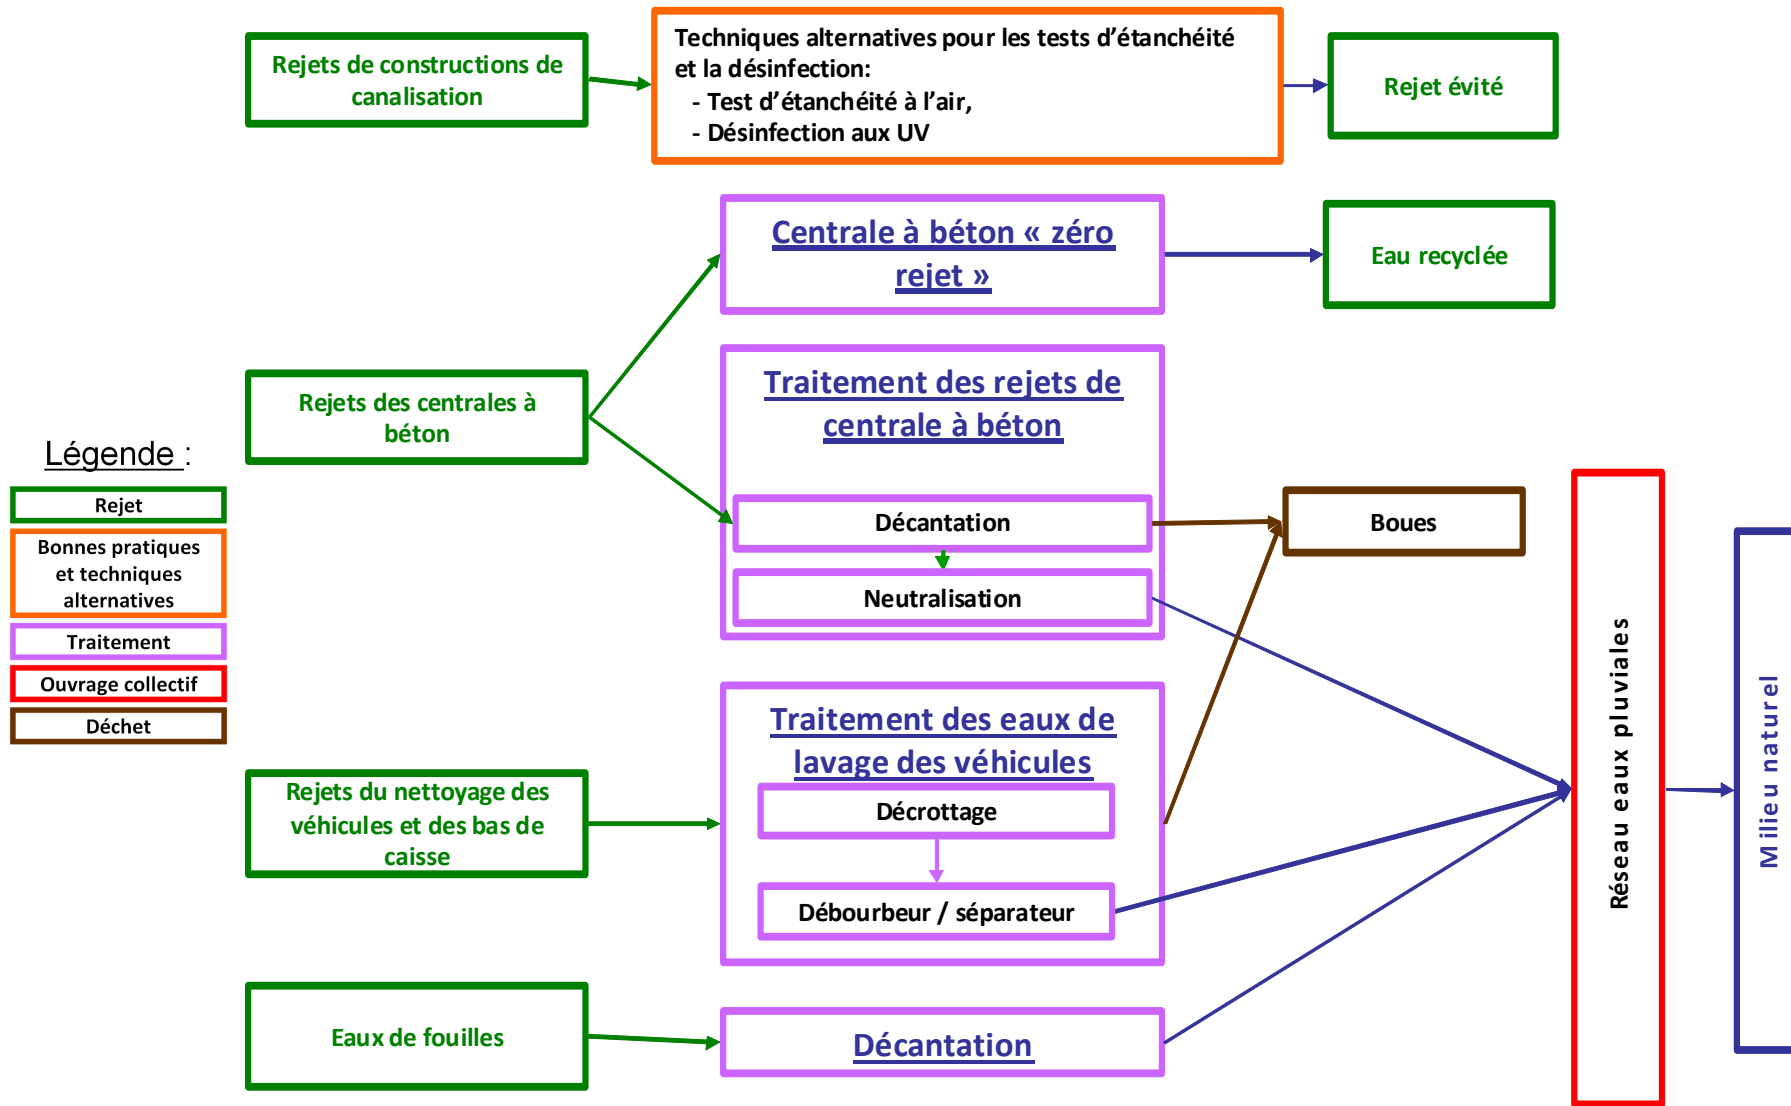 Rejets de constructions de
canalisation
Techniques alternatives pour les tests d’étanchéité
et la désinfection:
- Test d’étanchéité à l’air,
- Désinfection aux UV
Rejet évité
Centrale à béton « zéro
rejet »
Eau recyclée
Rejets des centrales à
béton
Traitement des rejets de
centrale à béton
Décantation
Neutralisation
Boues
Légende :
Rejet
Bonnes pratiques
et techniques
alternatives
Traitement
Ouvrage collectif
Déchet
Rejets du nettoyage des
véhicules et des bas de
caisse
Traitement des eaux de
lavage des véhicules
Décrottage
Débourbeur / séparateur
Eaux de fouilles
Décantation
Réseau eaux pluviales
Milieu naturel